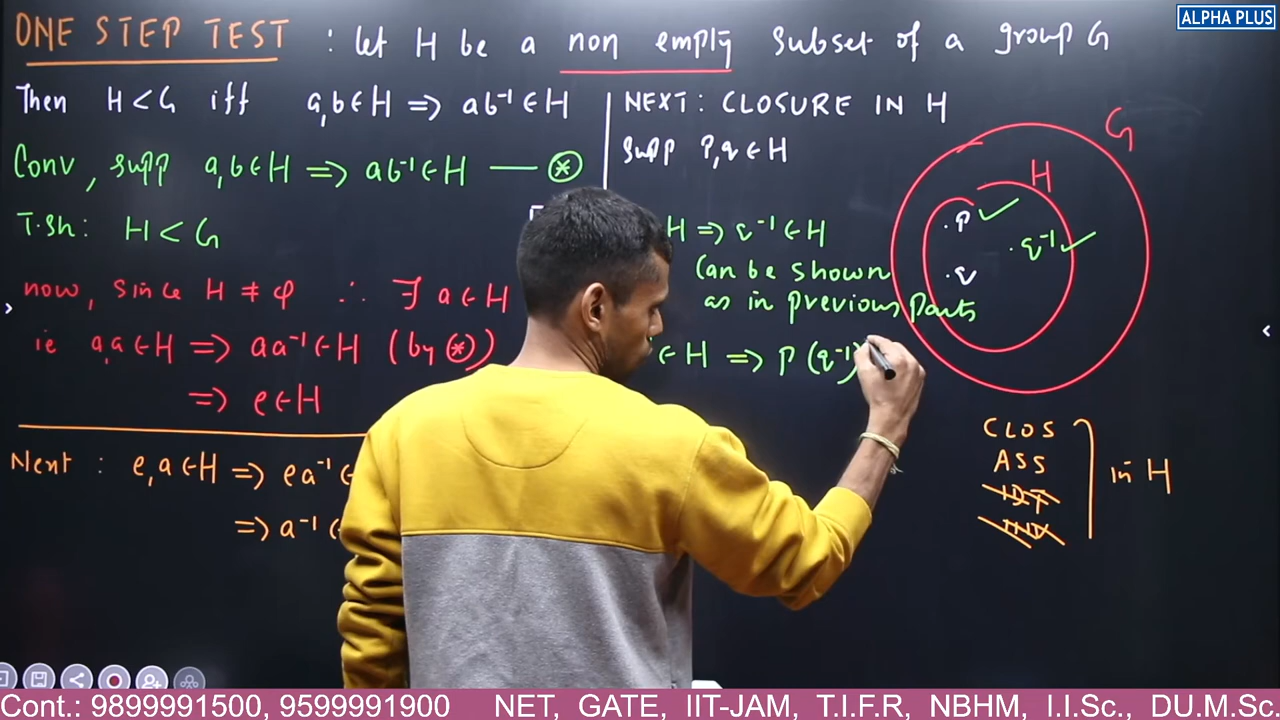 ALPHA PLUS
ONE STEP TEST : let H be a non empty subset of a group G
Then H < G iff a,b ∈ H => ab⁻¹ ∈ H
Conv, supp a,b ∈ H => ab⁻¹ ∈ H — ⊛
T.Sh: H < G
now, since H ≠ φ ∴ ∃ a ∈ H
ie a,a ∈ H => aa⁻¹ ∈ H (by ⊛)
=> e ∈ H
Next : e,a ∈ H => ea⁻¹ ∈
=> a⁻¹ ∈
NEXT: CLOSURE IN H
supp p,q ∈ H
H => q⁻¹ ∈ H
Can be shown
as in previous parts
∈ H => p(q⁻¹)
G
H
.p ✓
.q⁻¹ ✓
.q
CLOS
ASS
IDT
INV
in H
Cont.: 9899991500, 9599991900 NET, GATE, IIT-JAM, T.I.F.R, NBHM, I.I.Sc., DU.M.Sc.